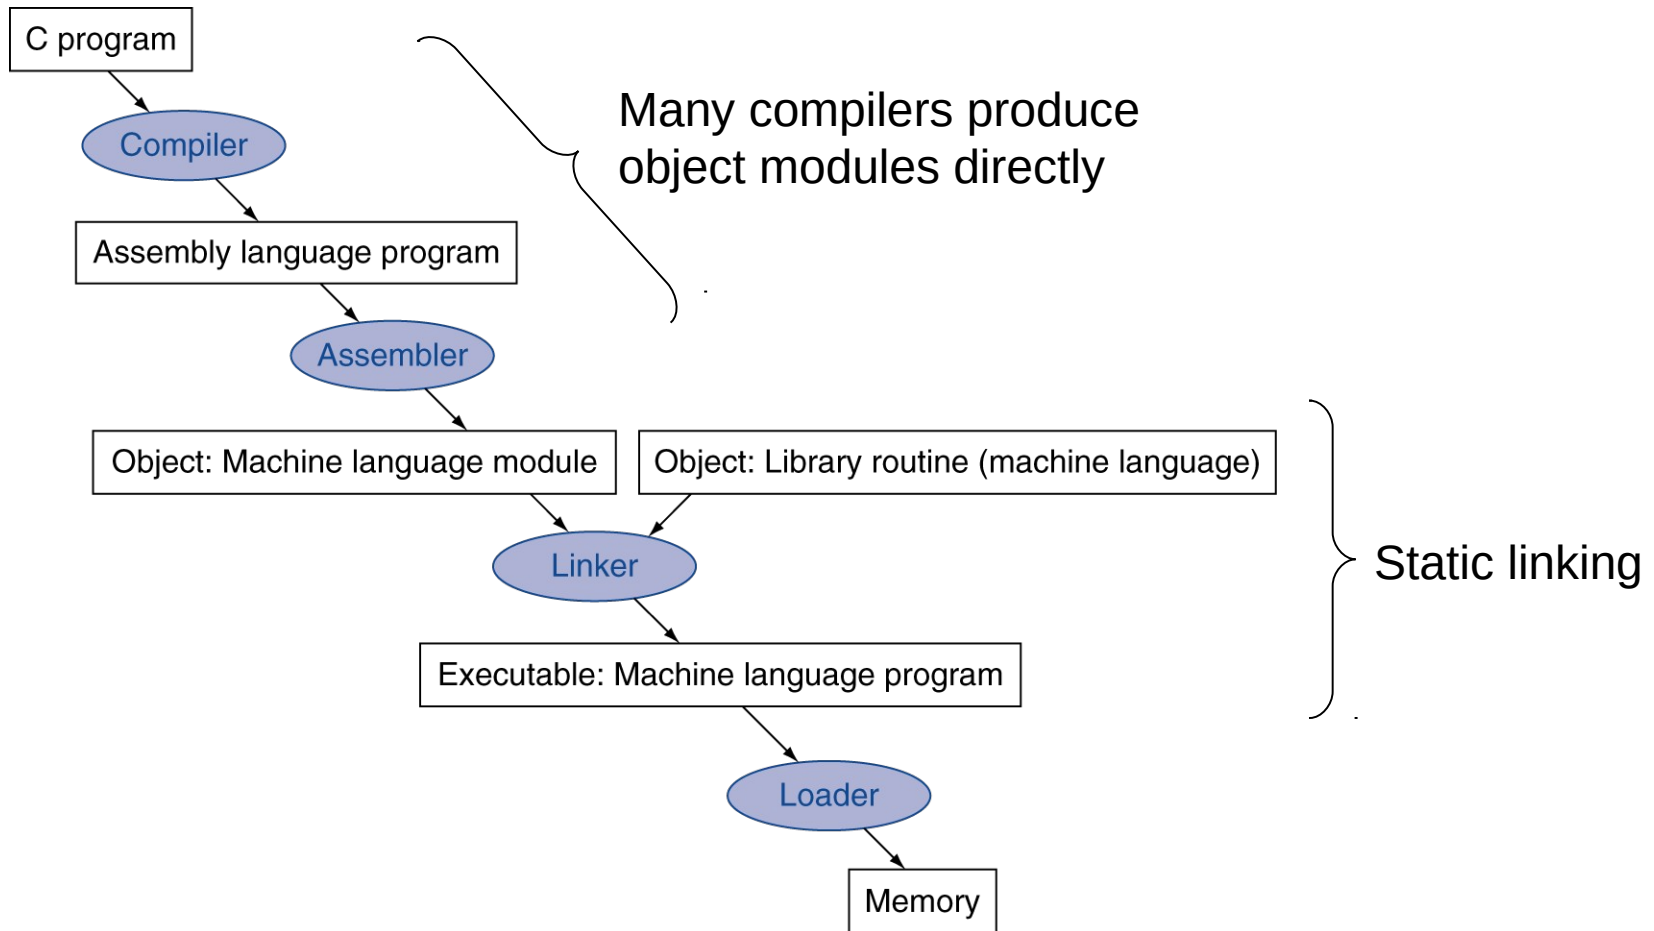 C program
Many compilers produce
object modules directly
Compiler
Assembly language program
Assembler
Object: Machine language module
Object: Library routine (machine language)
Linker
Static linking
Executable: Machine language program
Loader
Memory